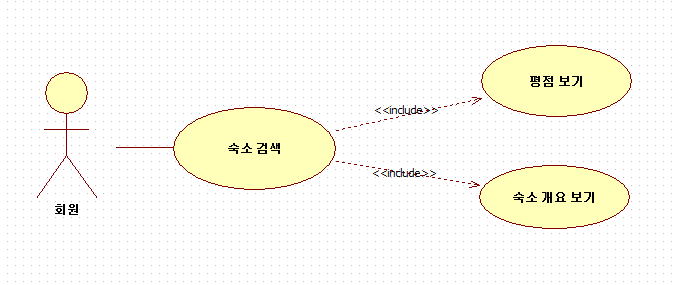 평점 보기
<<include>>
숙소 검색
<<include>>
숙소 개요 보기
회원